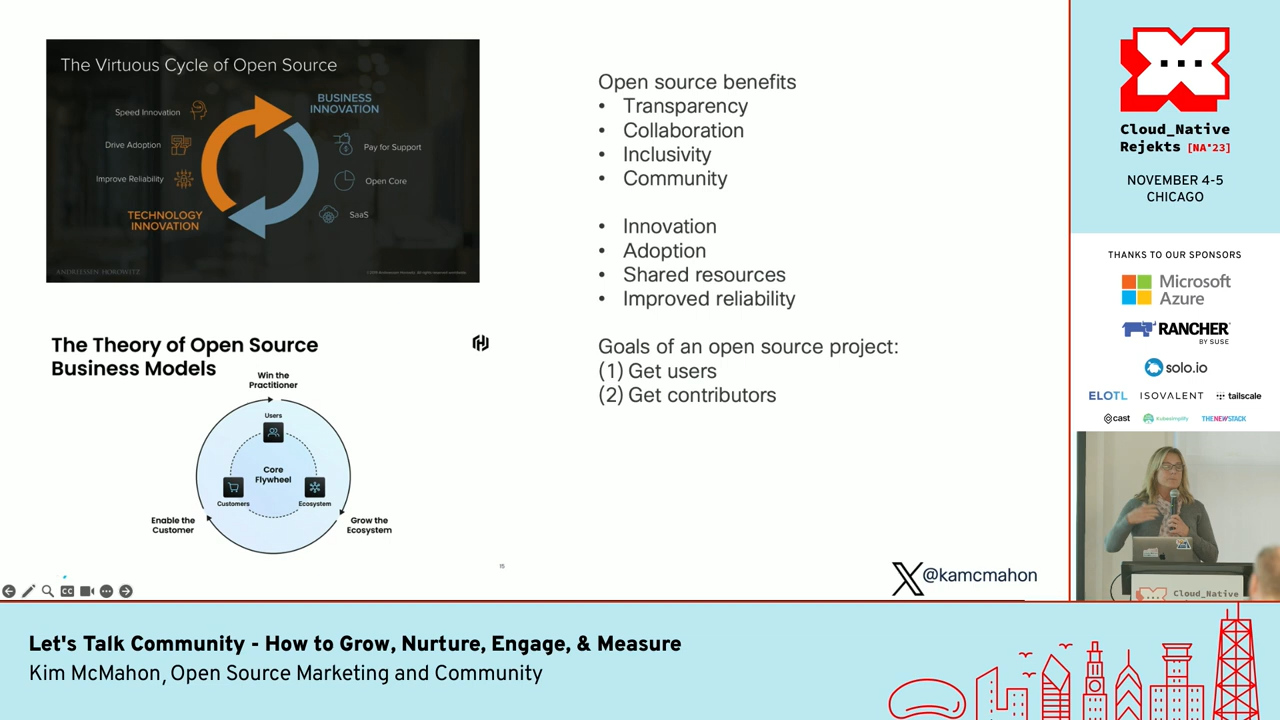 The Virtuous Cycle of Open Source
BUSINESS
INNOVATION
Speed Innovation
Drive Adoption
Improve Reliability
TECHNOLOGY
INNOVATION
Pay for Support
Open Core
SaaS
ANDREESSEN HOROWITZ
The Theory of Open Source
Business Models
Win the
Practitioner
Users
Core
Flywheel
Customers
Ecosystem
Enable the
Customer
Grow the
Ecosystem
15
CC
Open source benefits
• Transparency
• Collaboration
• Inclusivity
• Community
• Innovation
• Adoption
• Shared resources
• Improved reliability
Goals of an open source project:
(1) Get users
(2) Get contributors
@kamcmahon
Cloud_Native
Rejekts [NA'23]
NOVEMBER 4-5
CHICAGO
THANKS TO OUR SPONSORS
Microsoft
Azure
RANCHER
BY SUSE
solo.io
ELOTL ISOVALENT tailscale
cast Kubesimplify THENEWSTACK
Cloud_Native
Let's Talk Community - How to Grow, Nurture, Engage, & Measure
Kim McMahon, Open Source Marketing and Community